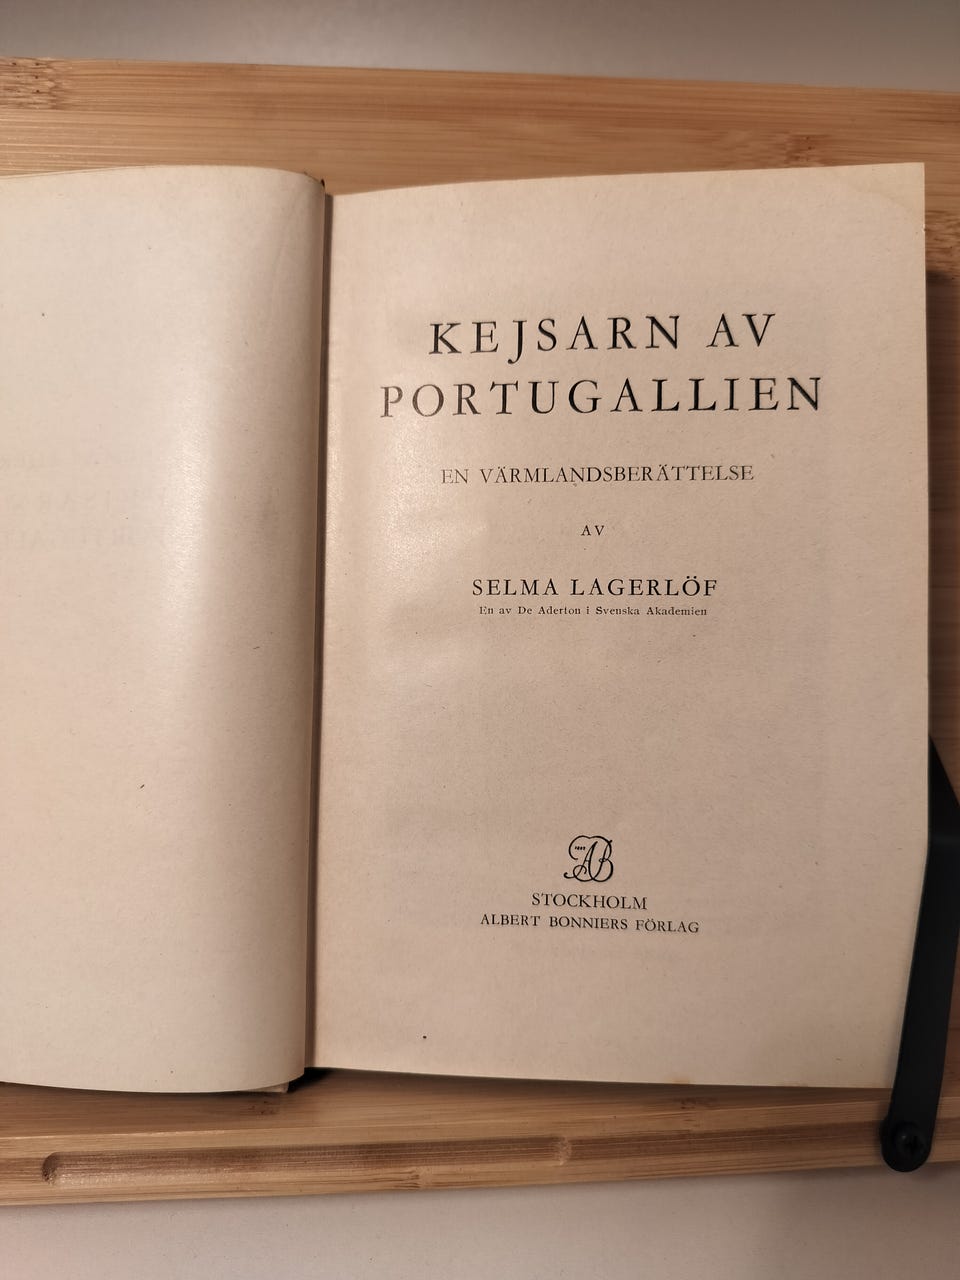 KEJSARN AV
PORTUGALLIEN
EN VÄRMLANDSBERÄTTELSE
AV
SELMA LAGERLÖF
En av De Aderton i Svenska Akademien
AB
STOCKHOLM
ALBERT BONNIERS FÖRLAG